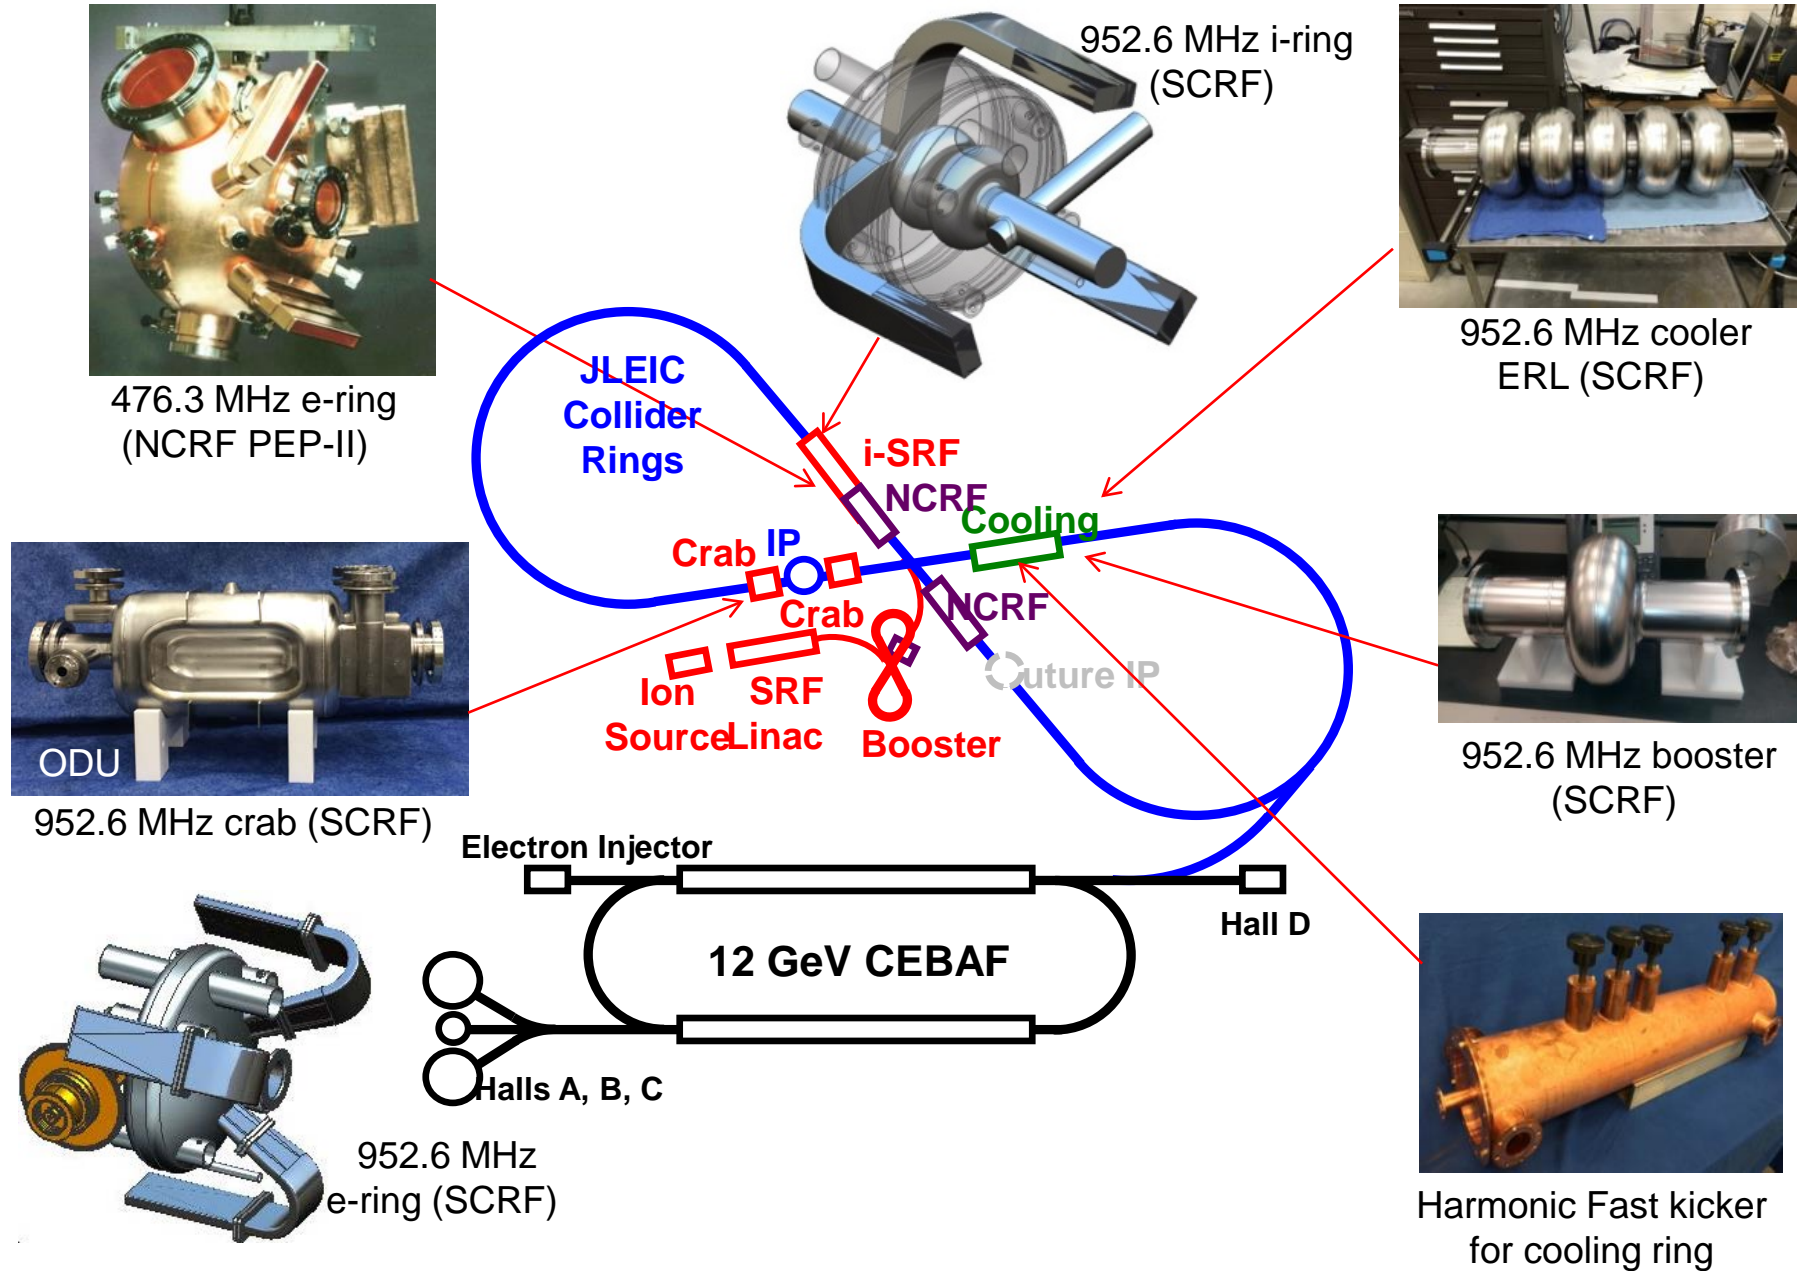 952.6 MHz i-ring
(SCRF)
476.3 MHz e-ring
(NCRF PEP-II)
952.6 MHz cooler
ERL (SCRF)
JLEIC
Collider
Rings
i-SRF
NCRF
Cooling
Crab
IP
Crab
NCRF
Ion
Source
SRF
Linac
Booster
uture IP
ODU
952.6 MHz crab (SCRF)
952.6 MHz booster
(SCRF)
Electron Injector
Hall D
12 GeV CEBAF
Halls A, B, C
952.6 MHz
e-ring (SCRF)
Harmonic Fast kicker
for cooling ring